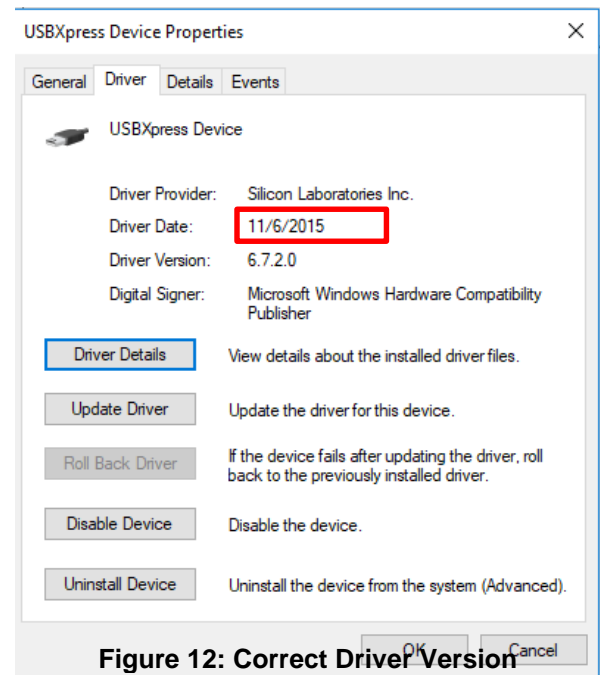 USBXpress Device Properties
General Driver Details Events
USBXpress Device
Driver Provider: Silicon Laboratories Inc.
Driver Date: 11/6/2015
Driver Version: 6.7.2.0
Digital Signer: Microsoft Windows Hardware Compatibility
Publisher
Driver Details View details about the installed driver files.
Update Driver Update the driver for this device.
Roll Back Driver If the device fails after updating the driver, roll
back to the previously installed driver.
Disable Device Disable the device.
Uninstall Device Uninstall the device from the system (Advanced).
OK Cancel
Figure 12: Correct Driver Version